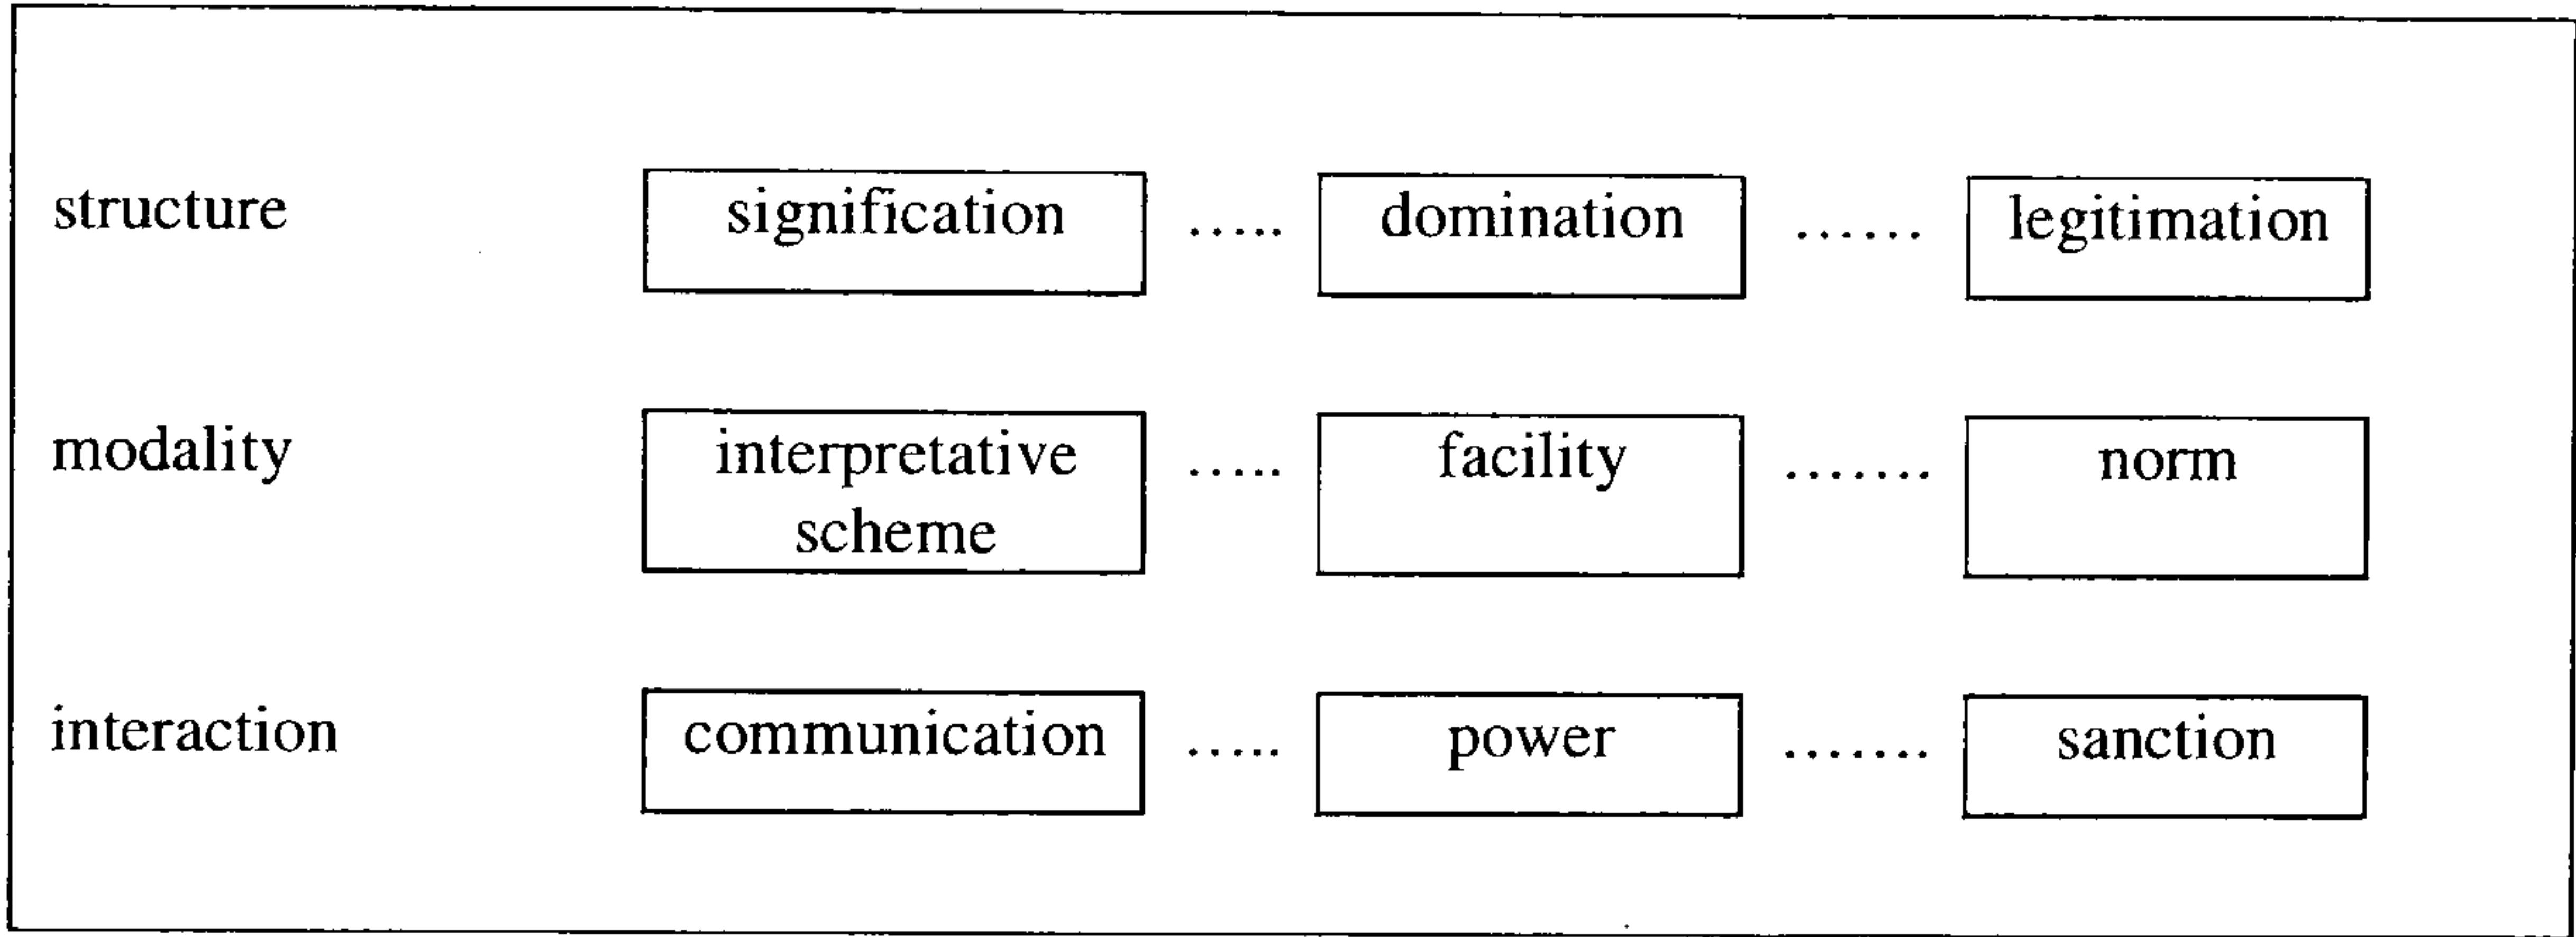 structure signification ..... domination ...... legitimation
modality interpretative ..... facility ....... norm
scheme
interaction communication ..... power ....... sanction